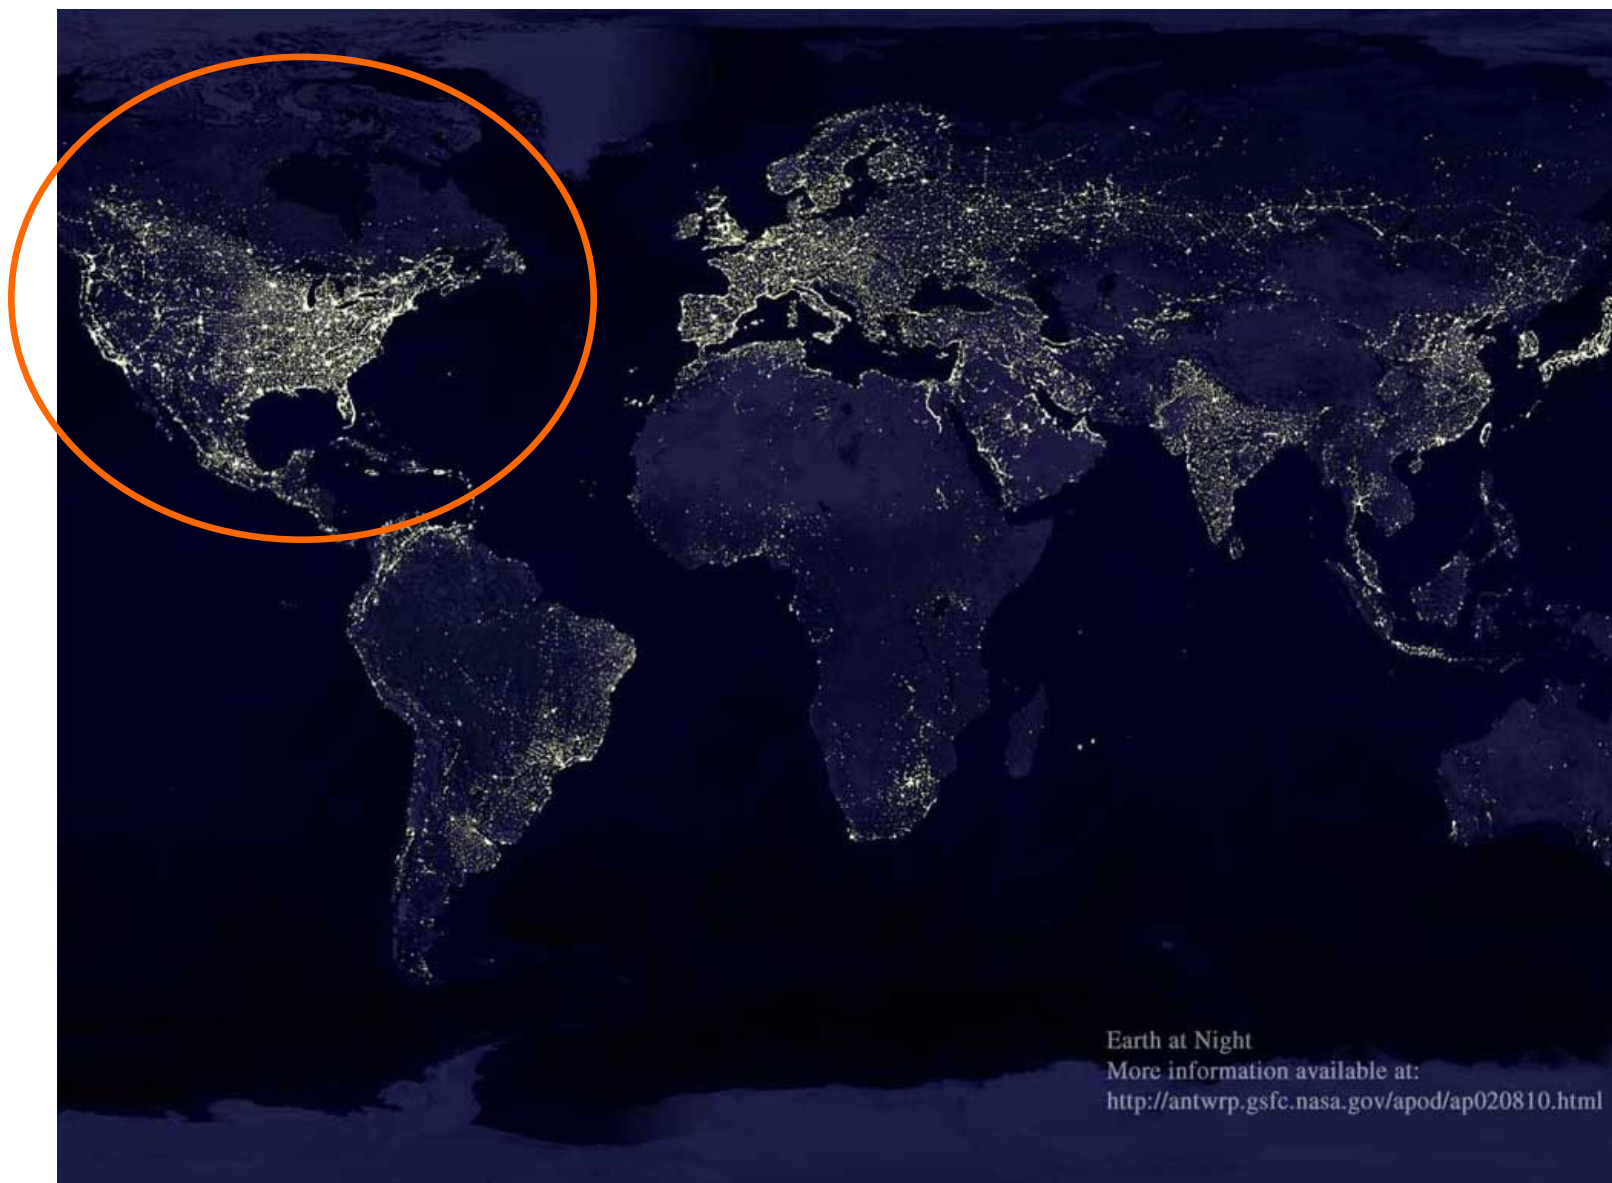 Earth at Night
More information available at:
http://antwrp.gsfc.nasa.gov/apod/ap020810.html